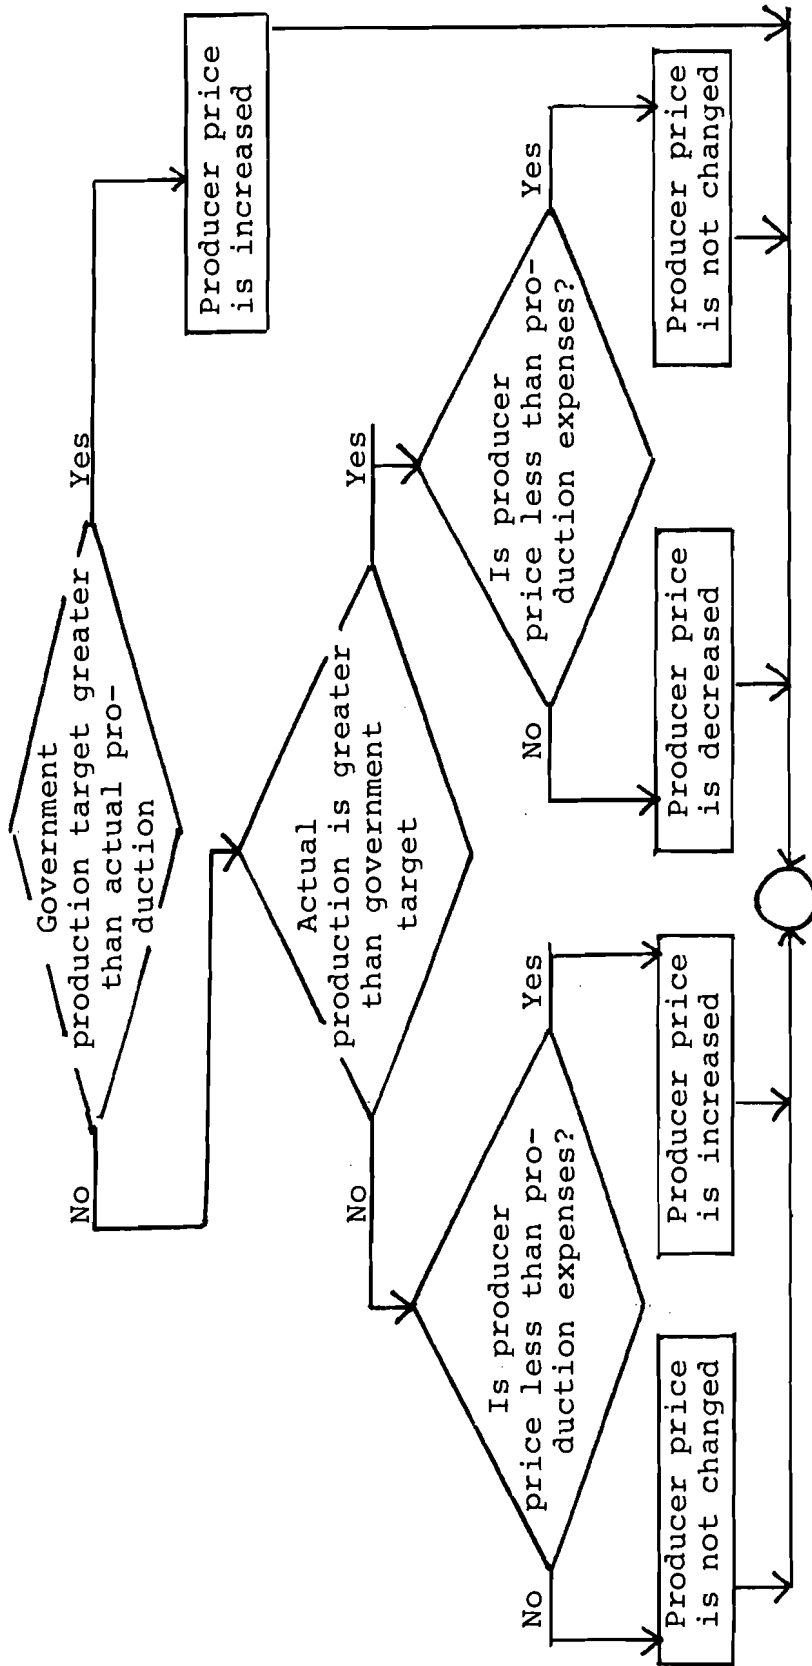 Government
production target greater
than actual pro-
duction
No
Yes
Producer price
is increased
Actual
production is greater
than government
target
No
Yes
Is producer
price less than pro-
duction expenses?
No
Yes
Is producer
price less than pro-
duction expenses?
No
Yes
Producer price
is not changed
Producer price
is increased
Producer price
is decreased
Producer price
is not changed